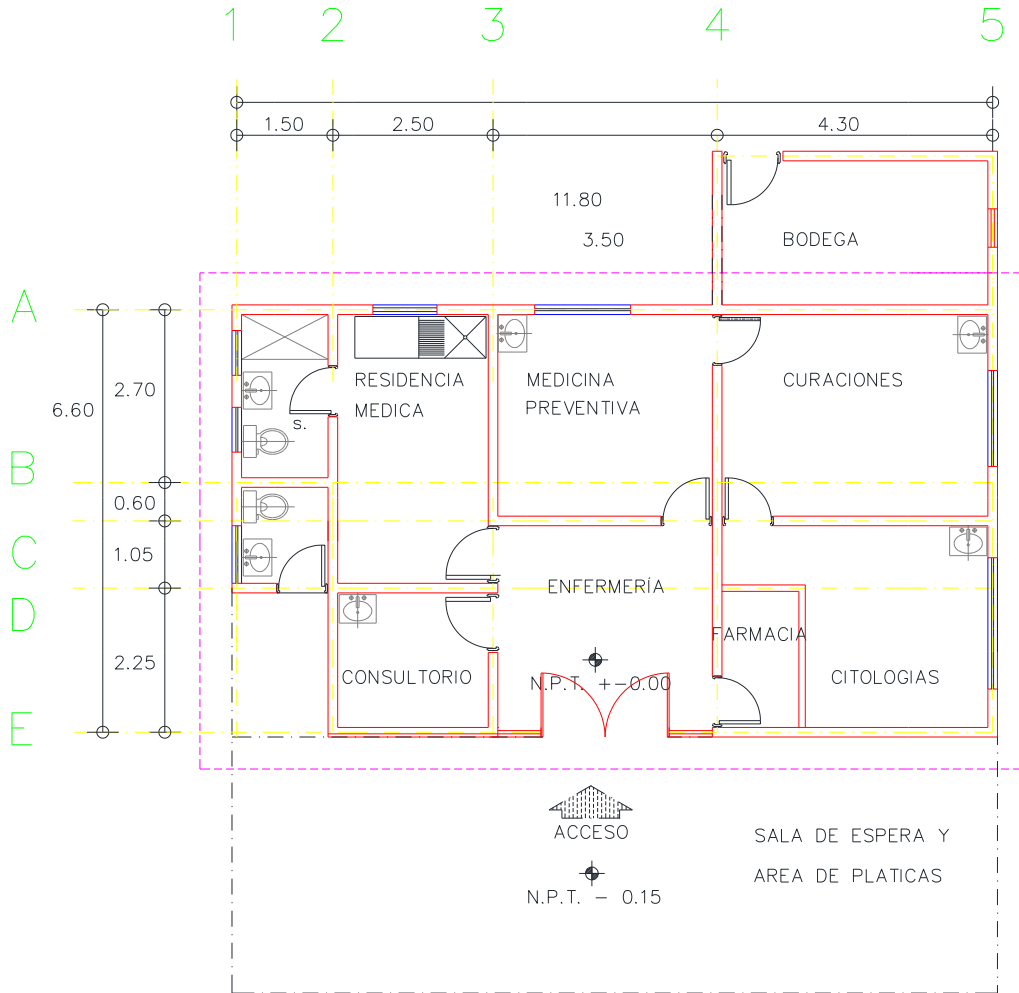 1 2 3 4 5
1.50 2.50 4.30
11.80
3.50
BODEGA
A
RESIDENCIA
MEDICA
MEDICINA
PREVENTIVA
CURACIONES
2.70
6.60
S.
B
0.60
C
1.05
ENFERMERÍA
D
FARMACIA
2.25
CONSULTORIO
N.P.T. +-0.00
CITOLOGIAS
E
ACCESO
SALA DE ESPERA Y
AREA DE PLATICAS
N.P.T. - 0.15